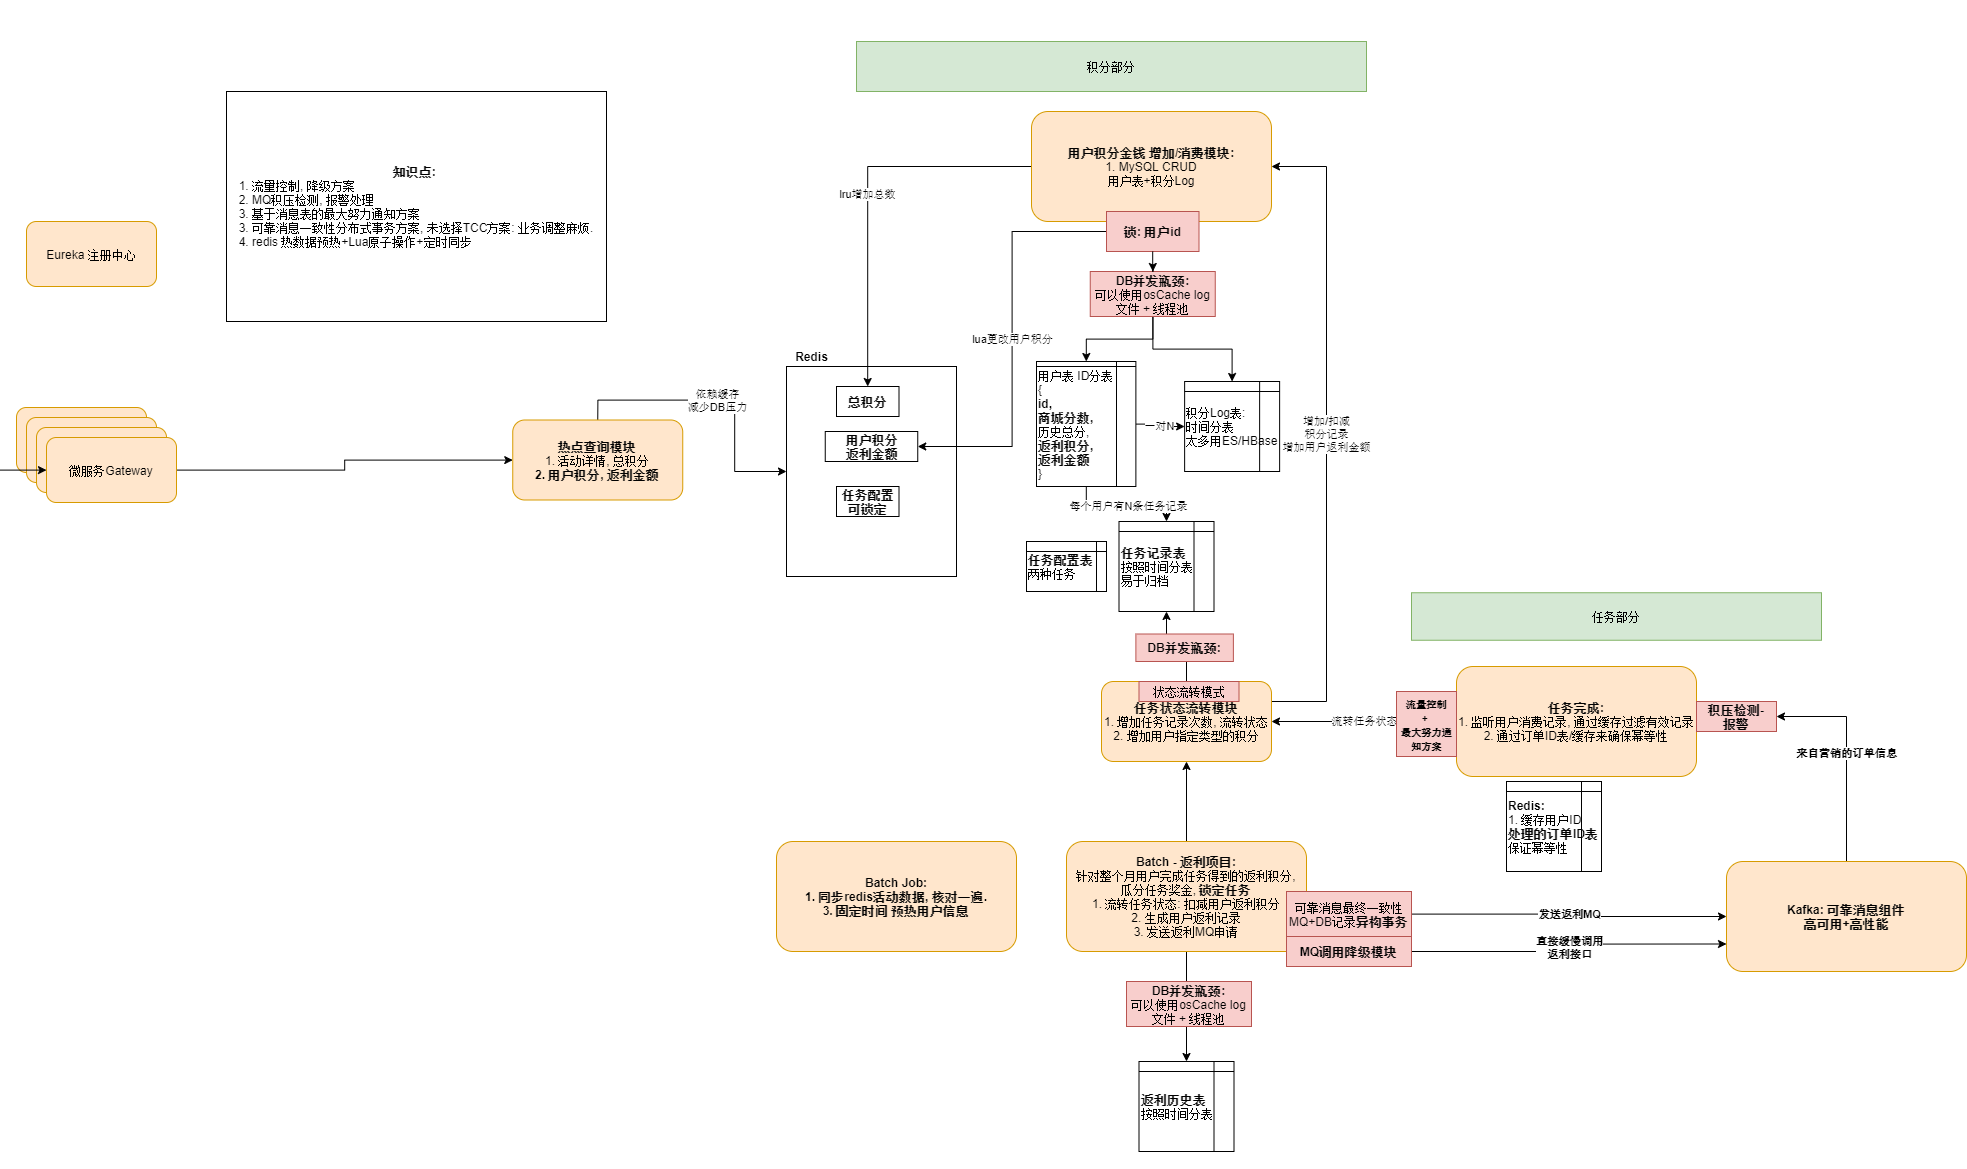 积分部分
知识点:
1. 流量控制, 降级方案
2. MQ积压检测, 报警处理
3. 基于消息表的最大努力通知方案
3. 可靠消息一致性分布式事务方案, 未选择TCC方案: 业务调整麻烦.
4. redis 热数据预热+Lua原子操作+定时同步
Eureka 注册中心
微服务Gateway
热点查询模块
1. 活动详情, 总积分
2. 用户积分, 返利金额
依赖缓存
减少DB压力
Redis
总积分
用户积分
返利金额
任务配置
可锁定
用户积分金钱 增加/消费模块:
1. MySQL CRUD
用户表+积分Log
lru增加总数
锁: 用户id
DB并发瓶颈:
可以使用osCache log
文件 + 线程池
lua更改用户积分
用户表 ID分表
{
id,
商城分数,
历史总分,
返利积分,
返利金额
}
一对N
积分Log表:
时间分表
太多用ES/HBase
增加/扣减
积分记录
增加用户返利金额
每个用户有N条任务记录
任务配置表
两种任务
任务记录表
按照时间分表
易于归档
DB并发瓶颈:
状态流转模式
任务状态流转模块
1. 增加任务记录次数, 流转状态
2. 增加用户指定类型的积分
任务部分
流转任务状态
流量控制
+
最大努力通
知方案
任务完成:
1. 监听用户消费记录, 通过缓存过滤有效记录
2. 通过订单ID表/缓存来确保幂等性
积压检测-
报警
来自营销的订单信息
Redis:
1. 缓存用户ID
处理的订单ID表
保证幂等性
Batch Job:
1. 同步redis活动数据, 核对一遍.
3. 固定时间 预热用户信息
Batch - 返利项目:
针对整个月用户完成任务得到的返利积分,
瓜分任务奖金, 锁定任务
1. 流转任务状态: 扣减用户返利积分
2. 生成用户返利记录
3. 发送返利MQ申请
可靠消息最终一致性
MQ+DB记录异构事务
MQ调用降级模块
发送返利MQ
直接缓慢调用
返利接口
Kafka: 可靠消息组件
高可用+高性能
DB并发瓶颈:
可以使用osCache log
文件 + 线程池
返利历史表
按照时间分表